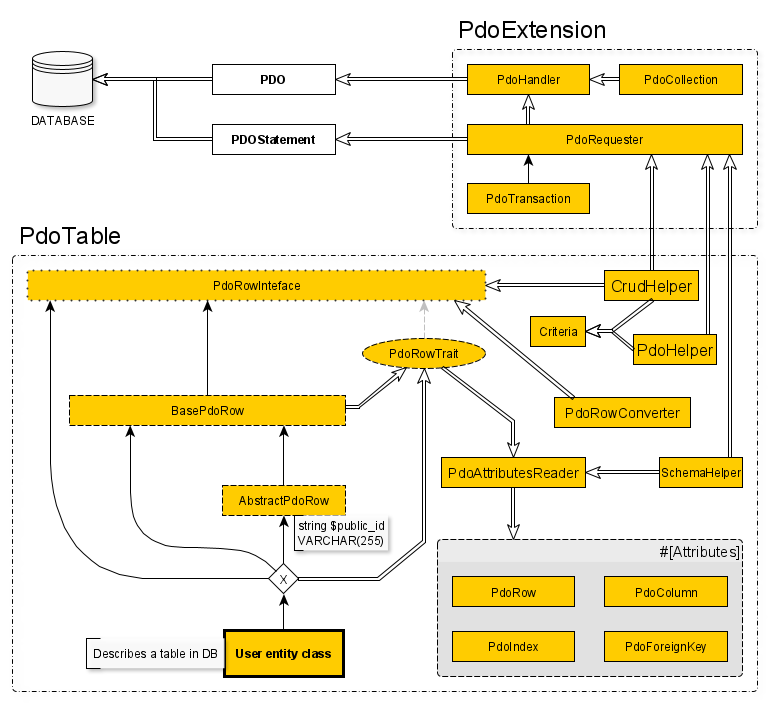 PdoExtension
PDO
PdoHandler
PdoCollection
DATABASE
PDOStatement
PdoRequester
PdoTransaction
PdoTable
PdoRowInteface
CrudHelper
Criteria
PdoHelper
PdoRowTrait
BasePdoRow
PdoRowConverter
PdoAttributesReader
SchemaHelper
AbstractPdoRow
string $public_id
VARCHAR(255)
#[Attributes]
X
PdoRow
PdoColumn
Describes a table in DB
User entity class
PdoIndex
PdoForeignKey